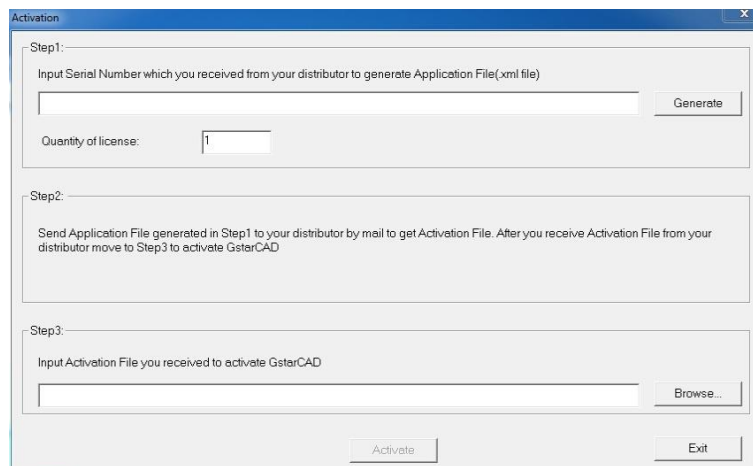 Activation
x
Step1:
Input Serial Number which you received from your distributor to generate Application File(.xml file)
Generate
Quantity of license:
1
Step2:
Send Application File generated in Step1 to your distributor by mail to get Activation File. After you receive Activation File from your
distributor move to Step3 to activate GstarCAD
Step3:
Input Activation File you received to activate GstarCAD
Browse...
Activate
Exit